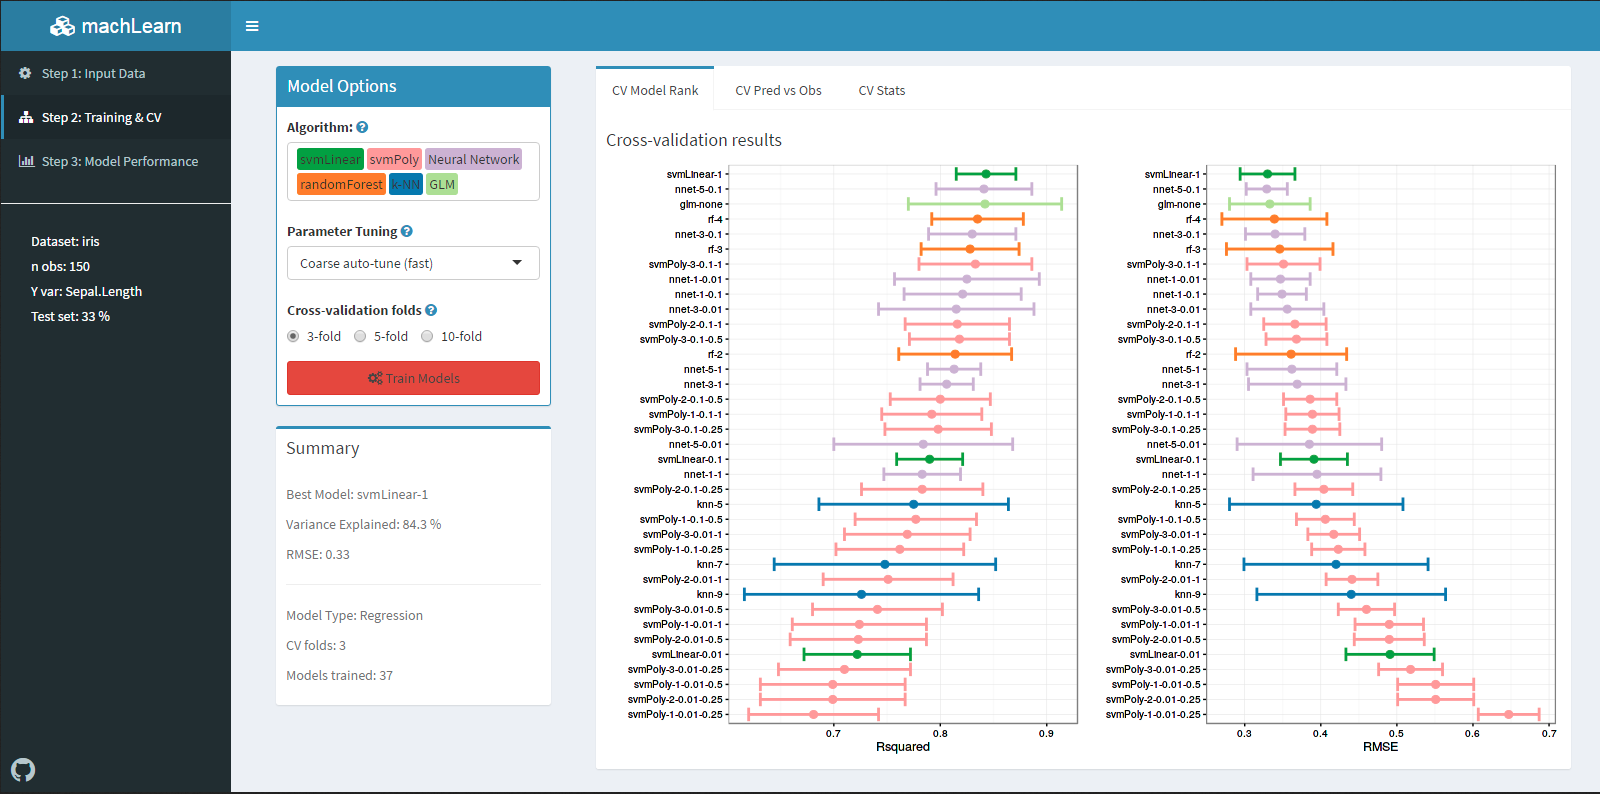 machLearn
Step 1: Input Data
Step 2: Training & CV
Step 3: Model Performance
Dataset: iris
n obs: 150
Y var: Sepal.Length
Test set: 33 %
Model Options
Algorithm:
svmLinear svmPoly Neural Network
randomForest k-NN GLM
Parameter Tuning
Coarse auto-tune (fast)
Cross-validation folds
3-fold 5-fold 10-fold
Train Models
Summary
Best Model: svmLinear-1
Variance Explained: 84.3 %
RMSE: 0.33
Model Type: Regression
CV folds: 3
Models trained: 37
CV Model Rank CV Pred vs Obs CV Stats
Cross-validation results
svmLinear-1
nnet-5-0.1
glm-none
rf-4
nnet-3-0.1
rf-3
svmPoly-3-0.1-1
nnet-1-0.01
nnet-1-0.1
nnet-3-0.01
svmPoly-2-0.1-1
svmPoly-3-0.1-0.5
rf-2
nnet-5-1
nnet-3-1
svmPoly-2-0.1-0.5
svmPoly-1-0.1-1
svmPoly-3-0.1-0.25
nnet-5-0.01
svmLinear-0.1
nnet-1-1
svmPoly-2-0.1-0.25
knn-5
svmPoly-1-0.1-0.5
svmPoly-3-0.01-1
svmPoly-1-0.1-0.25
knn-7
svmPoly-2-0.01-1
knn-9
svmPoly-3-0.01-0.5
svmPoly-1-0.01-1
svmPoly-2-0.01-0.5
svmLinear-0.01
svmPoly-3-0.01-0.25
svmPoly-1-0.01-0.5
svmPoly-2-0.01-0.25
svmPoly-1-0.01-0.25
0.7 0.8 0.9
Rsquared
svmLinear-1
nnet-5-0.1
glm-none
rf-4
nnet-3-0.1
rf-3
svmPoly-3-0.1-1
nnet-1-0.01
nnet-1-0.1
nnet-3-0.01
svmPoly-2-0.1-1
svmPoly-3-0.1-0.5
rf-2
nnet-5-1
nnet-3-1
svmPoly-2-0.1-0.5
svmPoly-1-0.1-1
svmPoly-3-0.1-0.25
nnet-5-0.01
svmLinear-0.1
nnet-1-1
svmPoly-2-0.1-0.25
knn-5
svmPoly-1-0.1-0.5
svmPoly-3-0.01-1
svmPoly-1-0.1-0.25
knn-7
svmPoly-2-0.01-1
knn-9
svmPoly-3-0.01-0.5
svmPoly-1-0.01-1
svmPoly-2-0.01-0.5
svmLinear-0.01
svmPoly-3-0.01-0.25
svmPoly-1-0.01-0.5
svmPoly-2-0.01-0.25
svmPoly-1-0.01-0.25
0.3 0.4 0.5 0.6 0.7
RMSE